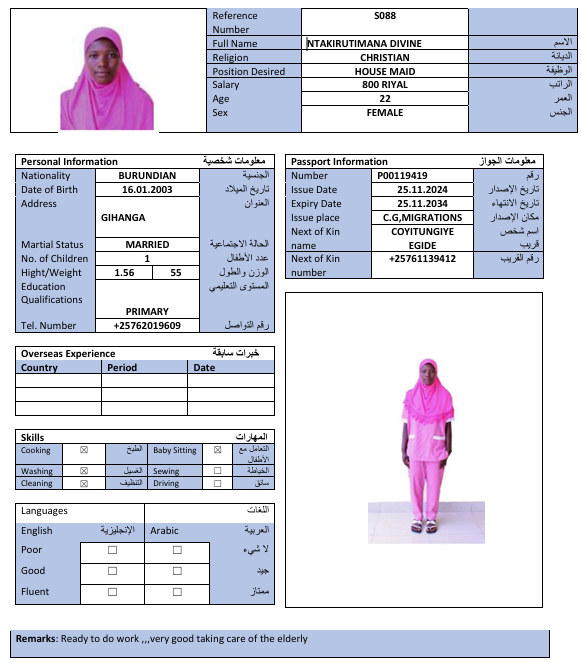 Reference Number S088
Full Name NTAKIRUTIMANA DIVINE الاسم
Religion CHRISTIAN الديانة
Position Desired HOUSE MAID الوظيفة
Salary 800 RIYAL الراتب
Age 22 العمر
Sex FEMALE الجنس
Personal Information معلومات شخصية
Nationality BURUNDIAN الجنسية
Date of Birth 16.01.2003 تاريخ الميلاد
Address GIHANGA العنوان
Martial Status MARRIED الحالة الاجتماعية
No. of Children 1 عدد الأطفال
Hight/Weight 1.56 55 الوزن والطول
Education Qualifications PRIMARY المستوى التعليمي
Tel. Number +25762019609 رقم التواصل
Passport Information معلومات الجواز
Number P00119419 رقم
Issue Date 25.11.2024 تاريخ الإصدار
Expiry Date 25.11.2034 تاريخ الانتهاء
Issue place C.G,MIGRATIONS مكان الإصدار
Next of Kin name COYITUNGIYE EGIDE اسم شخص قريب
Next of Kin number +25761139412 رقم القريب
Overseas Experience خبرات سابقة
Country Period Date
Skills المهارات
Cooking ☒ الطبخ Baby Sitting ☒ التعامل مع الأطفال
Washing ☒ الغسيل Sewing ☐ الخياطة
Cleaning ☒ التنظيف Driving ☐ سائق
Languages اللغات
English الإنجليزية Arabic العربية
Poor ☐ ☐ لا شيء
Good ☐ ☐ جيد
Fluent ☐ ☐ ممتاز
Remarks: Ready to do work ,,,very good taking care of the elderly